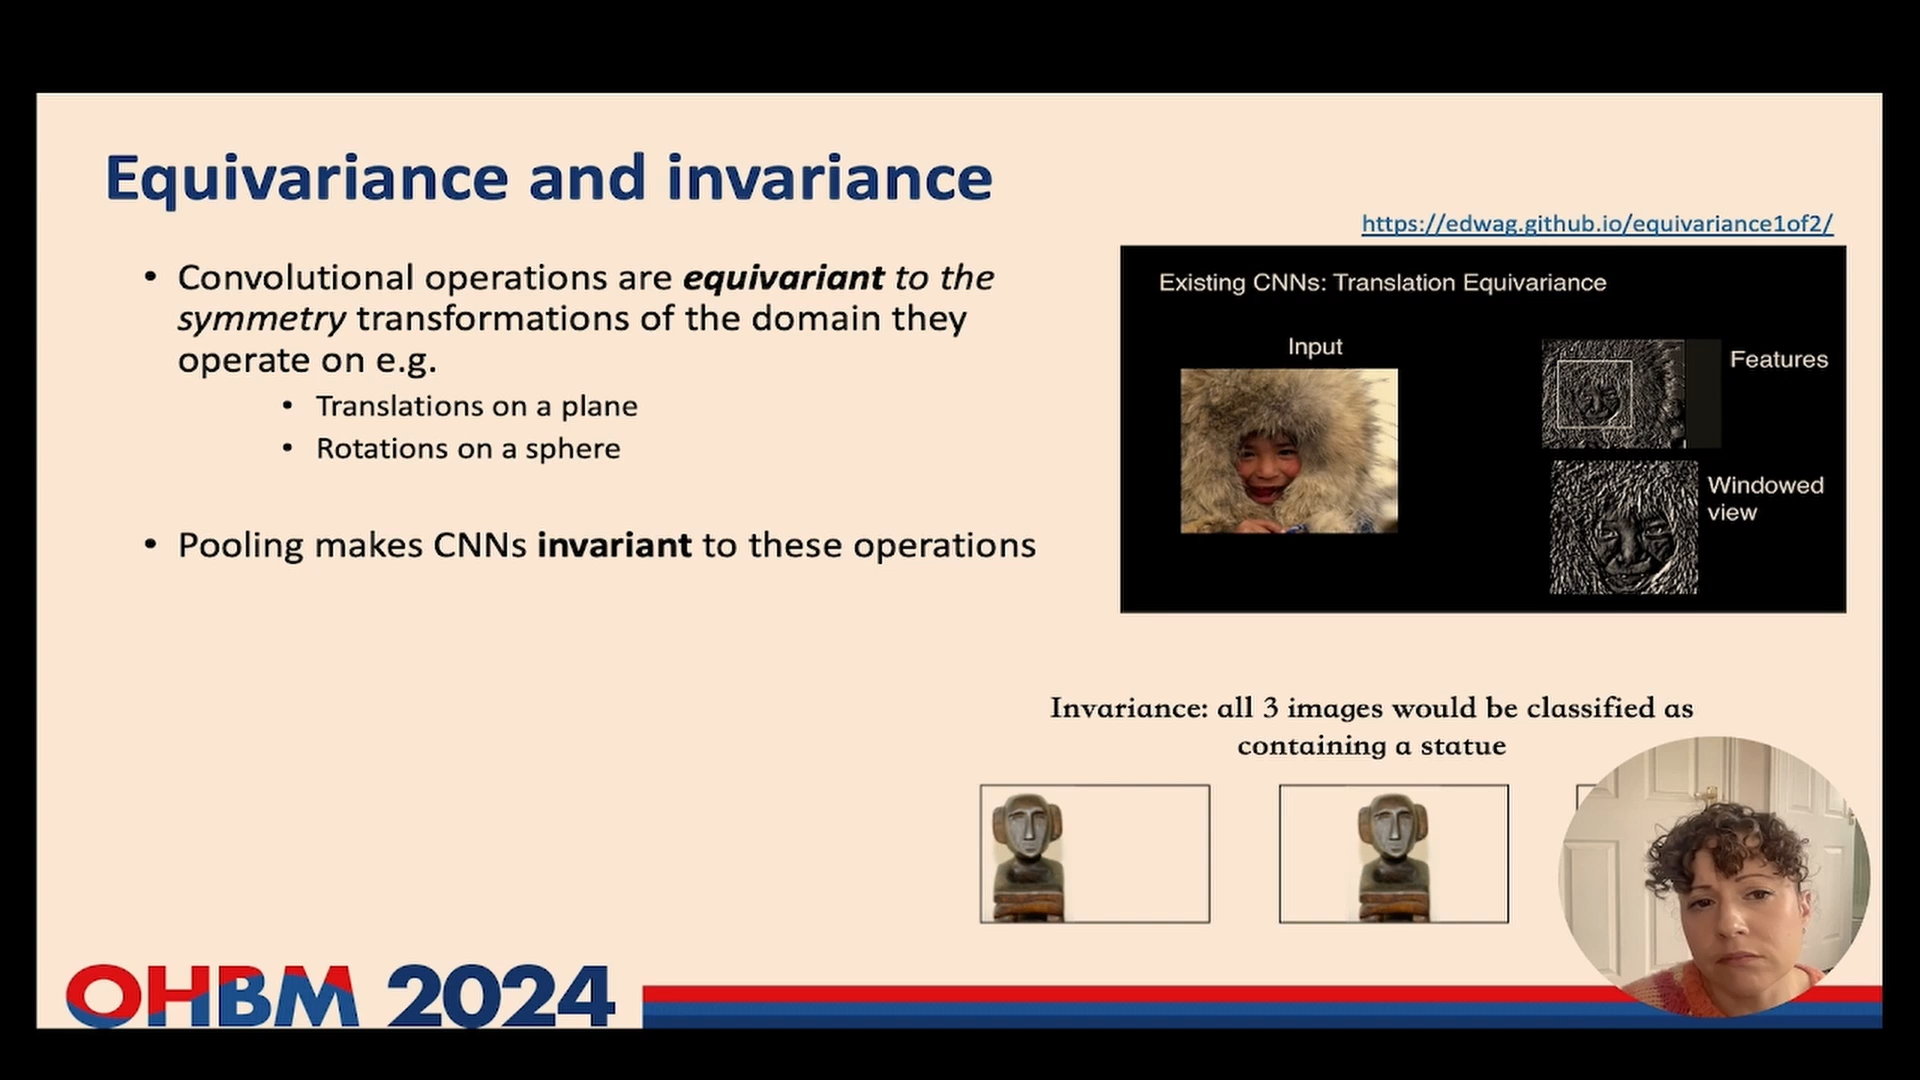 Equivariance and invariance
https://edwag.github.io/equivariance1of2/
• Convolutional operations are equivariant to the
symmetry transformations of the domain they
operate on e.g.
• Translations on a plane
• Rotations on a sphere
• Pooling makes CNNs invariant to these operations
Existing CNNs: Translation Equivariance
Input
Features
Windowed
view
Invariance: all 3 images would be classified as
containing a statue
OHBM 2024